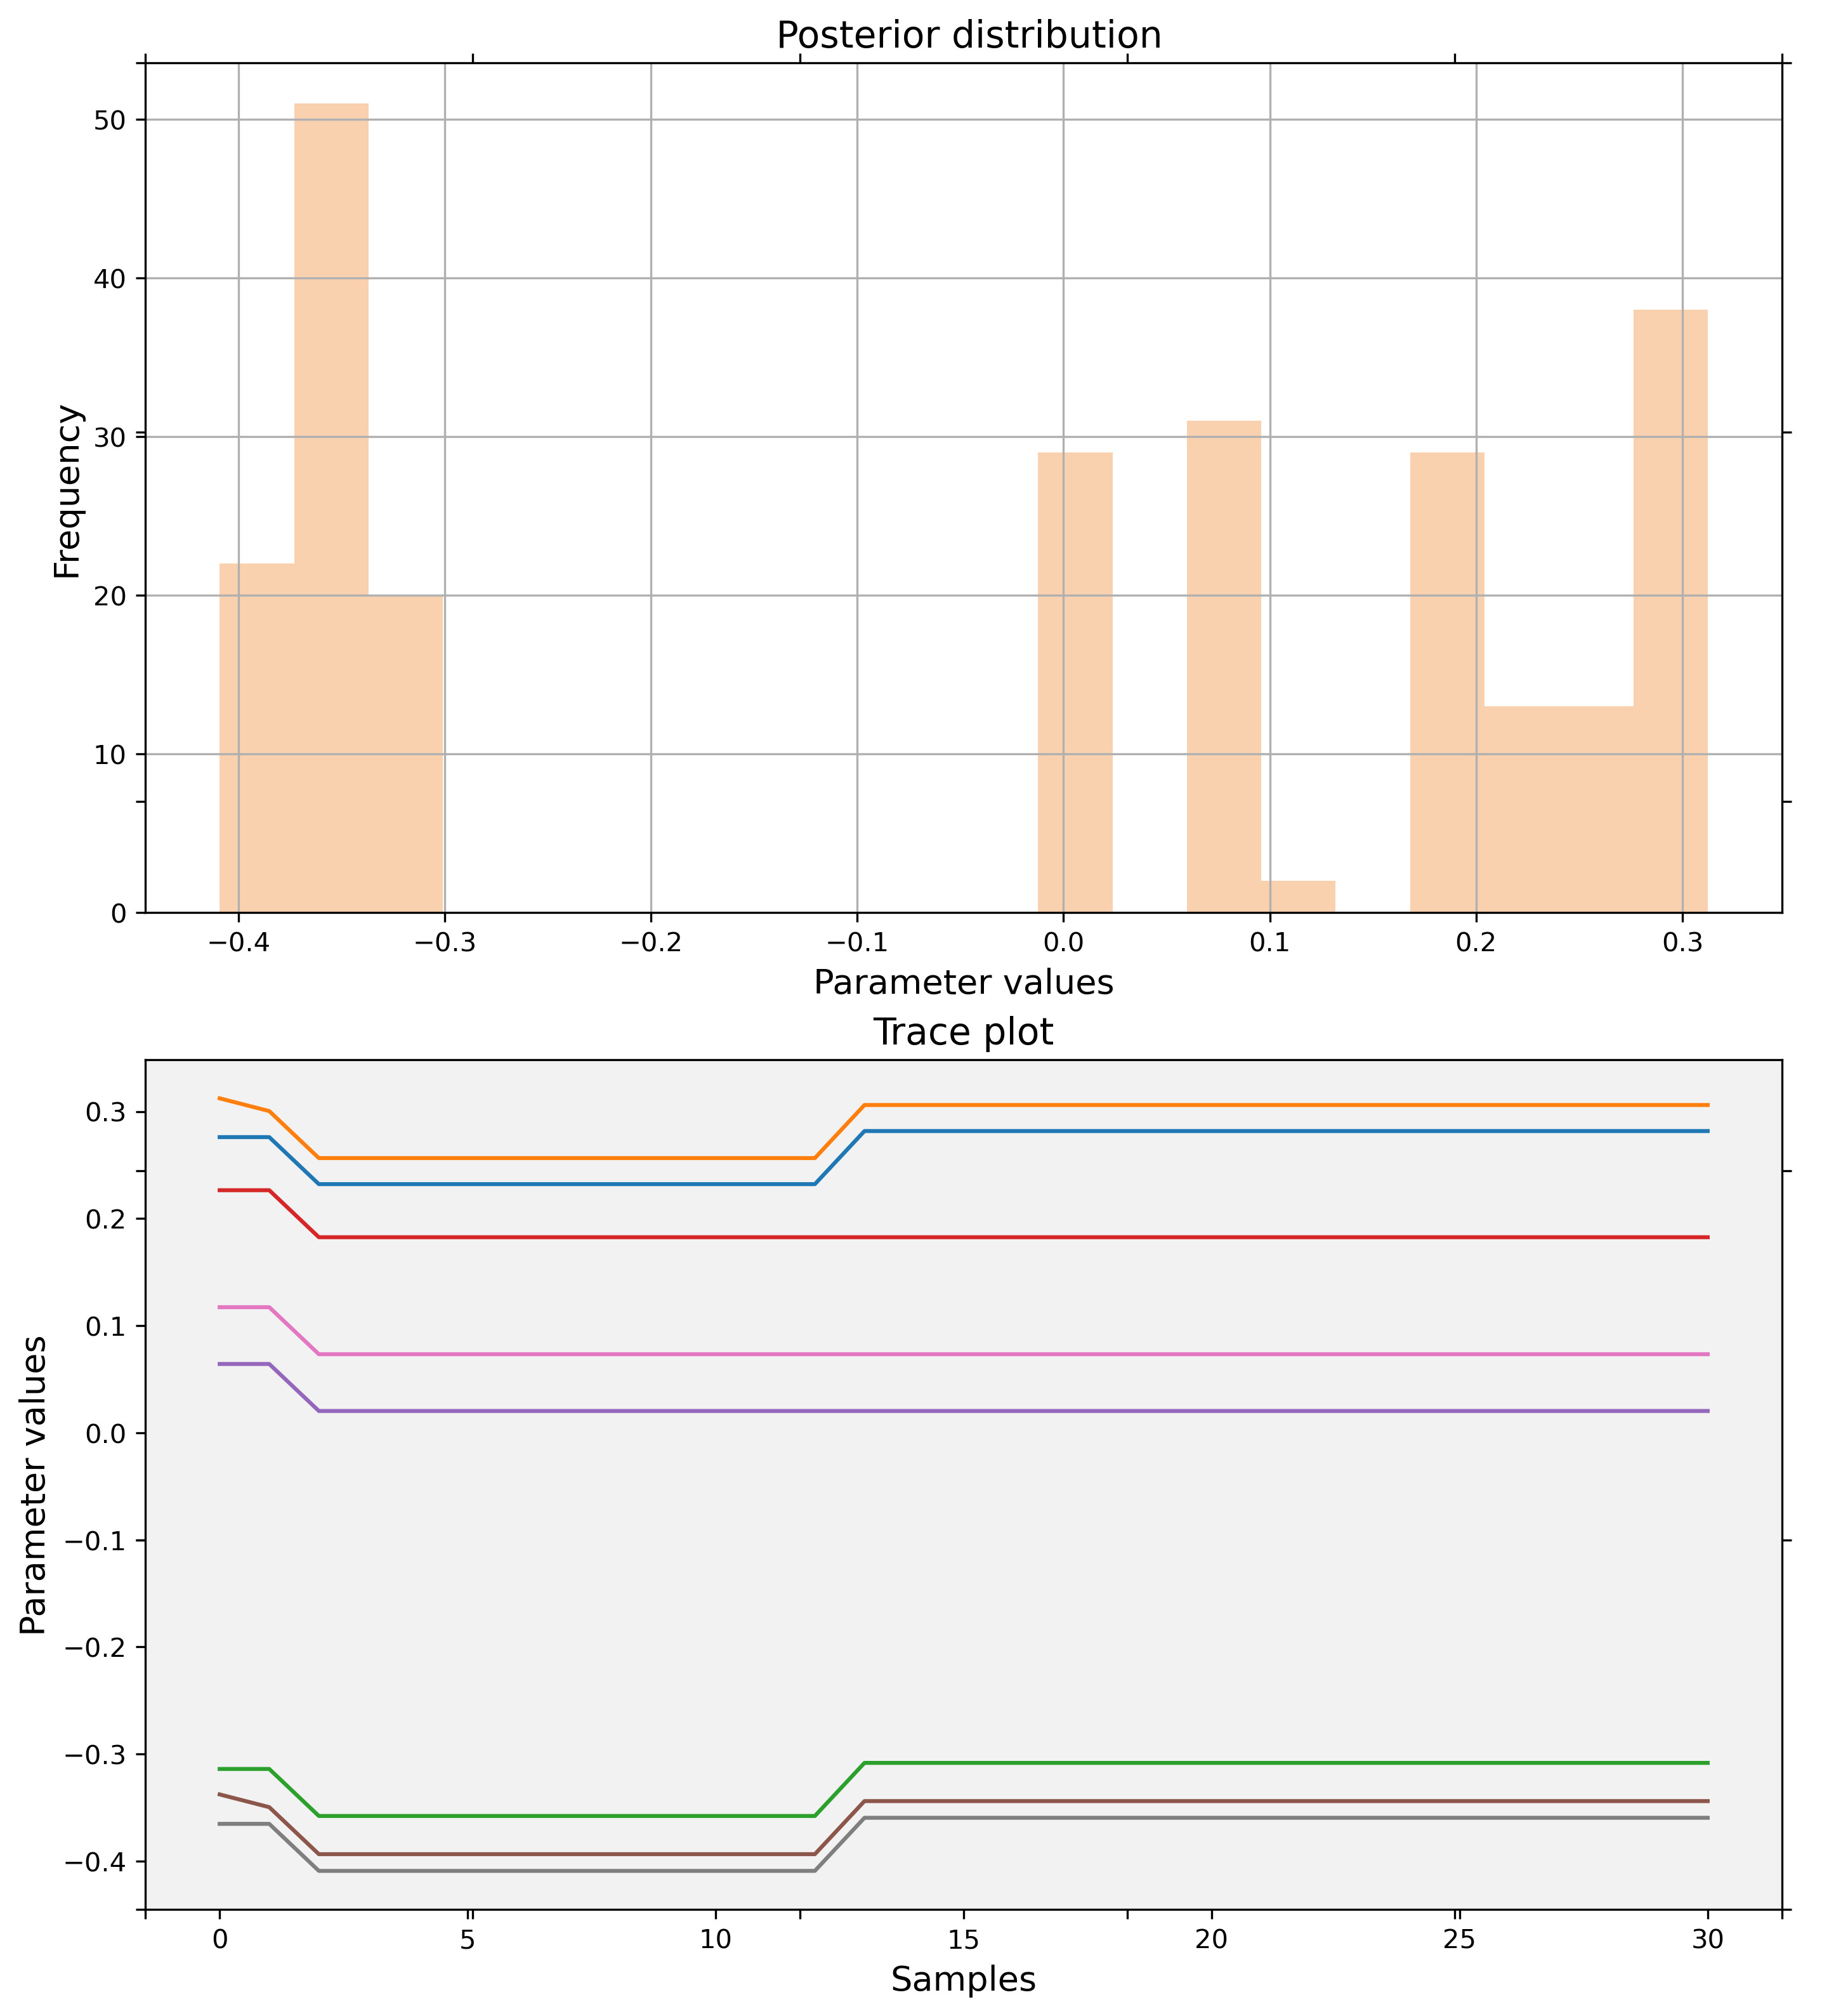 Posterior distribution
Frequency
50
40
30
20
10
0
−0.4 −0.3 −0.2 −0.1 0.0 0.1 0.2 0.3
Parameter values
Trace plot
Parameter values
0.3
0.2
0.1
0.0
−0.1
−0.2
−0.3
−0.4
0 5 10 15 20 25 30
Samples